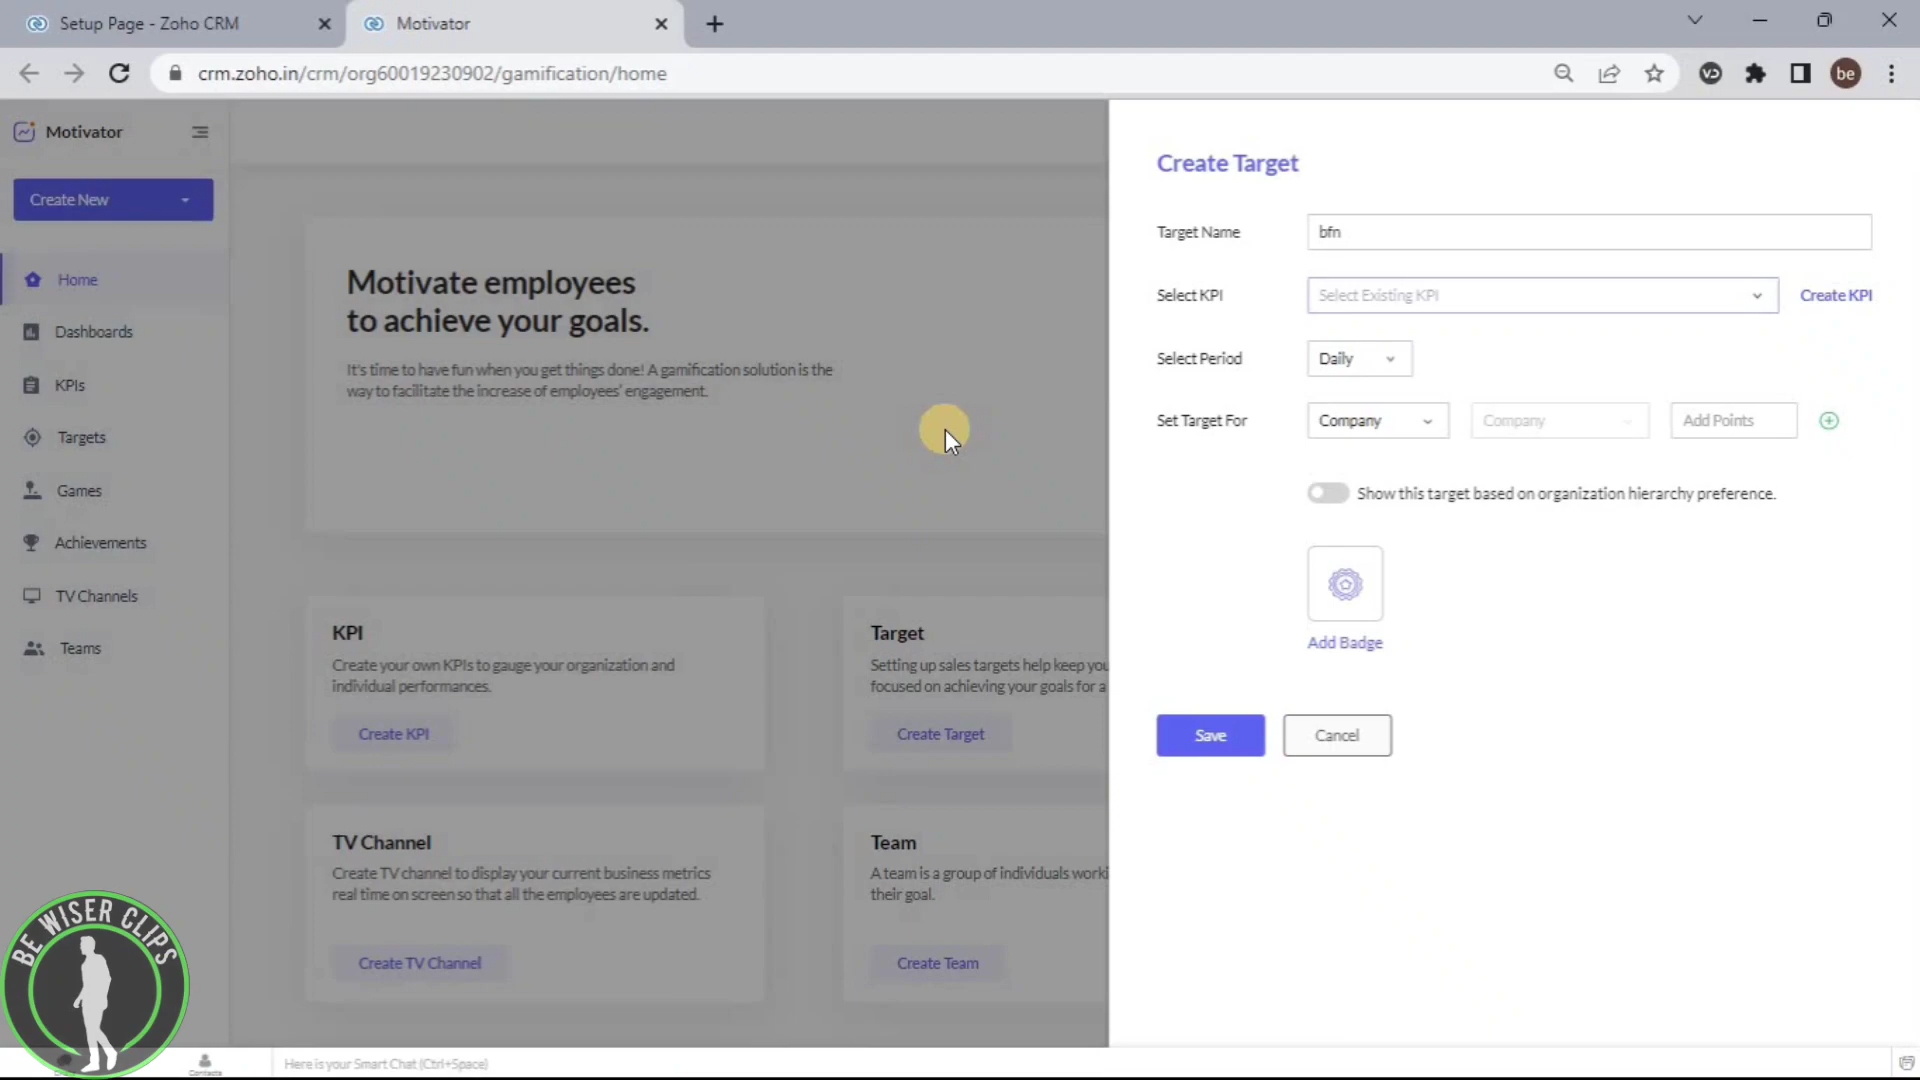 Setup Page - Zoho CRM
Motivator
crm.zoho.in/crm/org60019230902/gamification/home
be
Motivator
Create New
Home
Dashboards
KPIs
Targets
Games
Achievements
TV Channels
Teams
Motivate employees
to achieve your goals.
It's time to have fun when you get things done! A gamification solution is the
way to facilitate the increase of employees' engagement.
KPI
Create your own KPIs to gauge your organization and
individual performances.
Create KPI
Target
Setting up sales targets help keep you
focused on achieving your goals for a
Create Target
TV Channel
Create TV channel to display your current business metrics
real time on screen so that all the employees are updated.
Create TV Channel
Team
A team is a group of individuals worki
their goal.
Create Team
Create Target
Target Name
bfn
Select KPI
Select Existing KPI
Create KPI
Select Period
Daily
Set Target For
Company
Company
Add Points
Show this target based on organization hierarchy preference.
Add Badge
Save
Cancel
BE WISER CLIPS
Contacts
Here is your Smart Chat (Ctrl+Space)